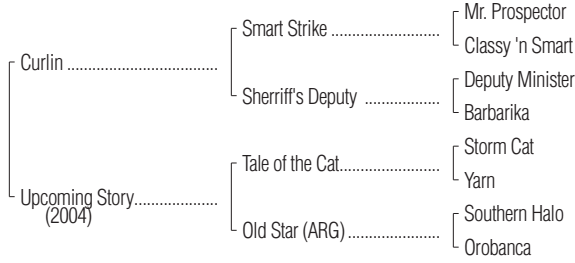 Mr. Prospector
Smart Strike ......................
Classy 'n Smart
Curlin ..............................
Deputy Minister
Sherriff's Deputy ...............
Barbarika
Storm Cat
Tale of the Cat....................
Yarn
Upcoming Story.................
(2004)
Southern Halo
Old Star (ARG) ..................
Orobanca